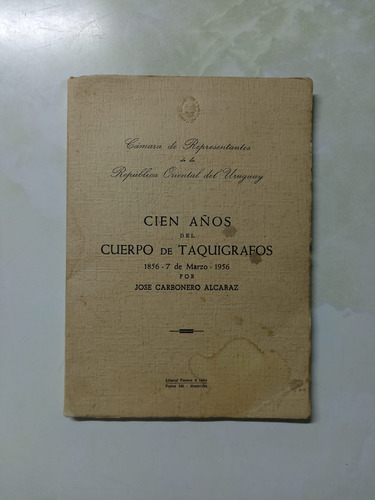 Cámara de Representantes
de la
República Oriental del Uruguay
CIEN AÑOS
DEL
CUERPO DE TAQUIGRAFOS
1856 - 7 de Marzo - 1956
POR
JOSE CARBONERO ALCARAZ
Montevideo